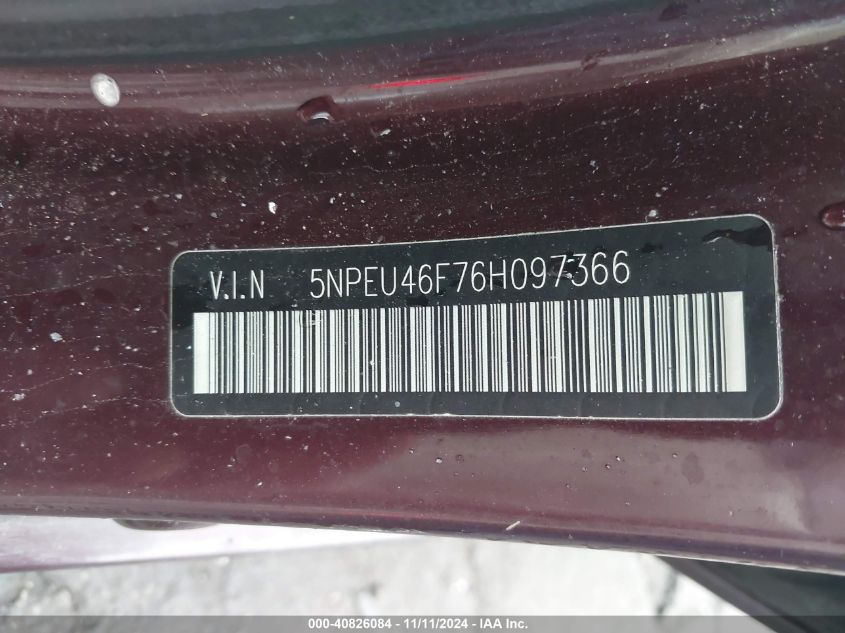 V.I.N 5NPEU46F76H097366
000-40826084 - 11/11/2024 - IAA Inc.